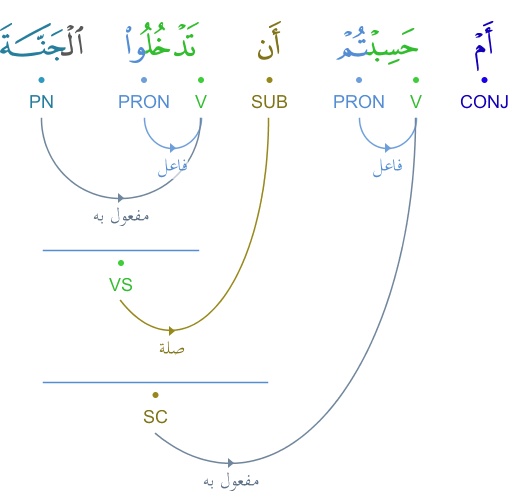 أَمْ حَسِبْتُمْ أَن تَدْخُلُوا۟ ٱلْجَنَّةَ
CONJ V PRON SUB V PRON PN
فاعل فاعل
مفعول به
VS
صلة
SC
مفعول به